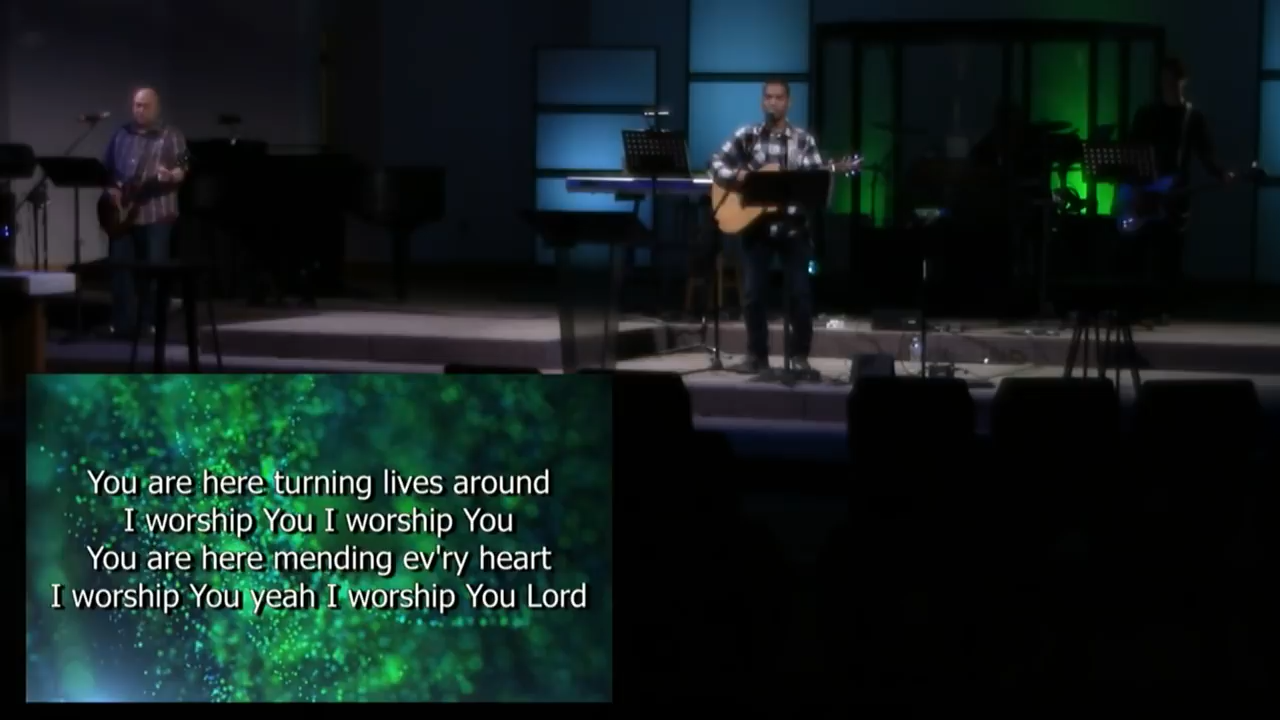 You are here turning lives around
I worship You I worship You
You are here mending ev'ry heart
I worship You yeah I worship You Lord